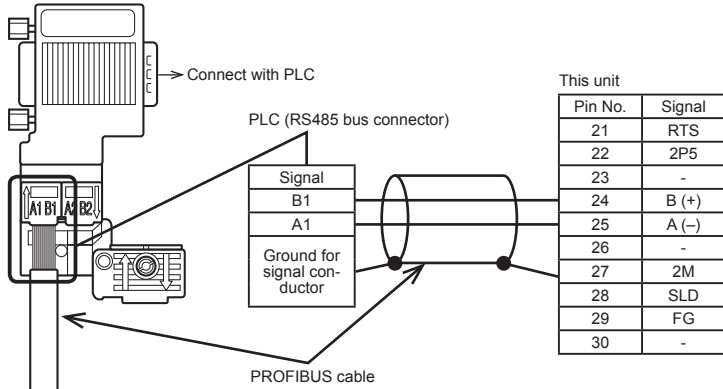 Connect with PLC
PLC (RS485 bus connector)
A1 B1 A2 B2
Signal
B1
A1
Ground for
signal con-
ductor
PROFIBUS cable
This unit
Pin No. Signal
21 RTS
22 2P5
23 -
24 B (+)
25 A (–)
26 -
27 2M
28 SLD
29 FG
30 -